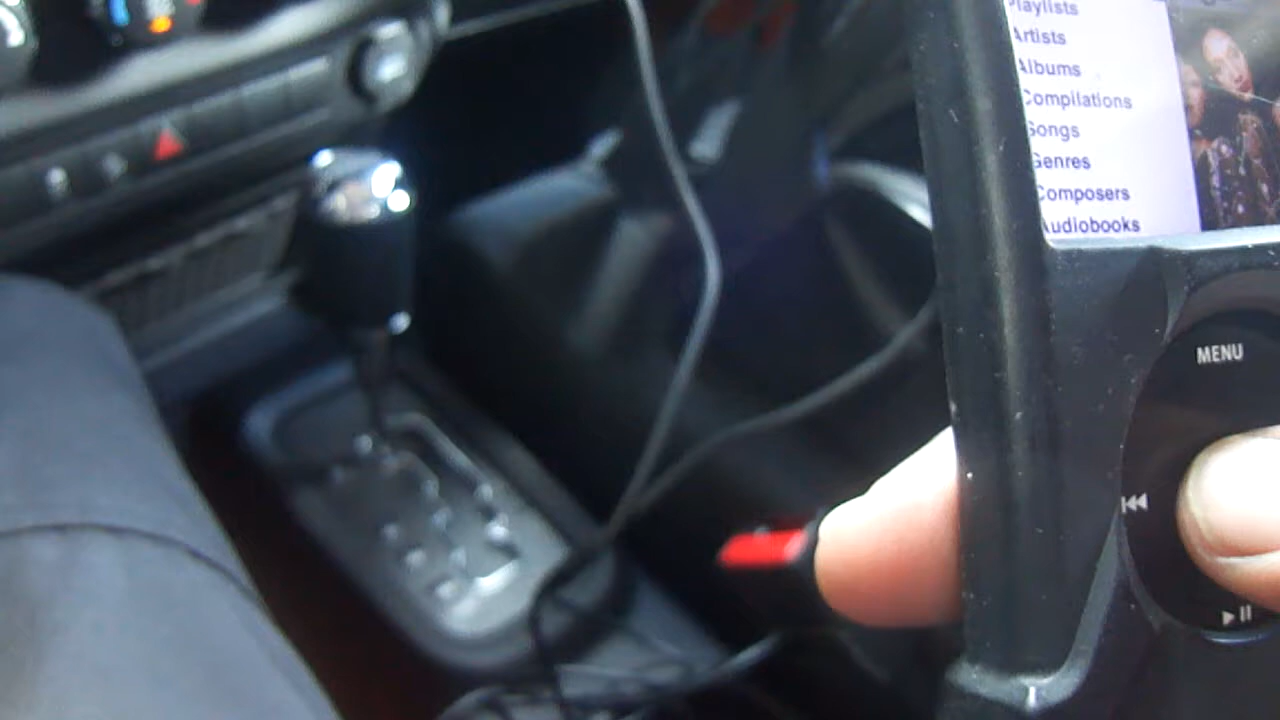 Playlists
Artists
Albums
Compilations
Songs
Genres
Composers
Audiobooks
MENU